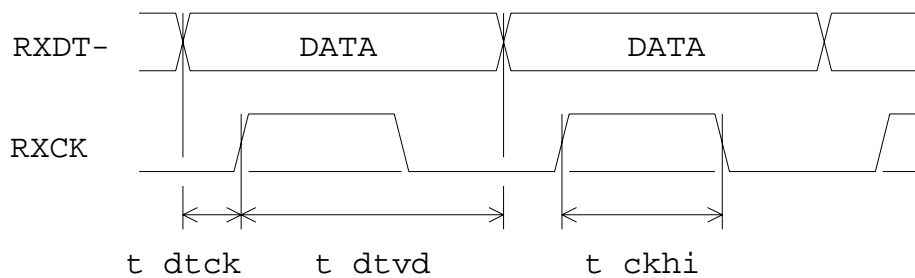 RXDT- DATA DATA
RXCK
t dtck t dtvd t ckhi